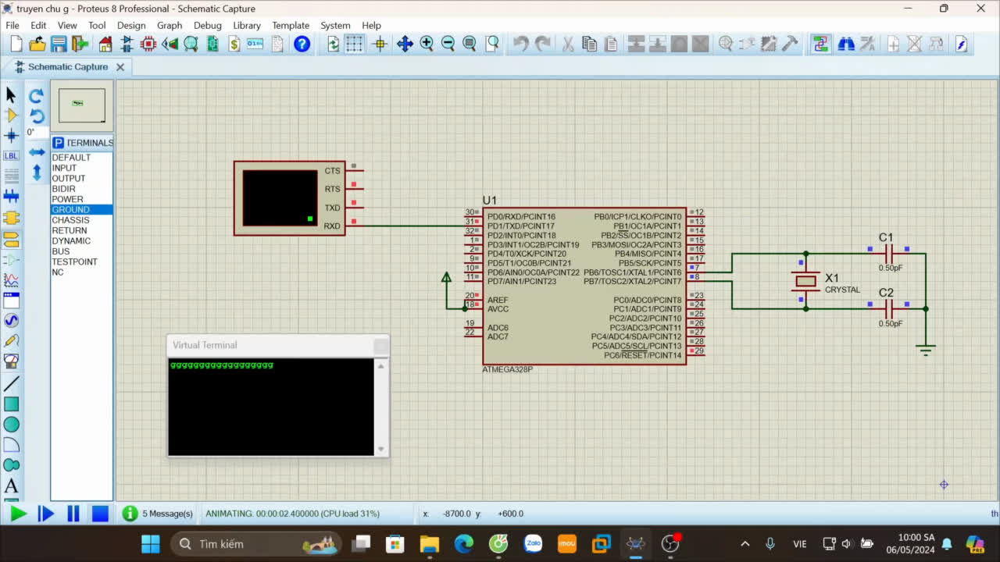 truyen chu g - Proteus 8 Professional - Schematic Capture
File Edit View Tool Design Graph Debug Library Template System Help
Schematic Capture
0°
LBL
P TERMINALS
DEFAULT
INPUT
OUTPUT
BIDIR
POWER
GROUND
CHASSIS
RETURN
DYNAMIC
BUS
TESTPOINT
NC
A
CTS
RTS
TXD
RXD
U1
30 PD0/RXD/PCINT16
31 PD1/TXD/PCINT17
32 PD2/INT0/PCINT18
1 PD3/INT1/OC2B/PCINT19
2 PD4/T0/XCK/PCINT20
9 PD5/T1/OC0B/PCINT21
10 PD6/AIN0/OC0A/PCINT22
11 PD7/AIN1/PCINT23
20 AREF
18 AVCC
19 ADC6
22 ADC7
PB0/ICP1/CLKO/PCINT0 12
PB1/OC1A/PCINT1 13
PB2/SS/OC1B/PCINT2 14
PB3/MOSI/OC2A/PCINT3 15
PB4/MISO/PCINT4 16
PB5/SCK/PCINT5 17
PB6/TOSC1/XTAL1/PCINT6 7
PB7/TOSC2/XTAL2/PCINT7 8
PC0/ADC0/PCINT8 23
PC1/ADC1/PCINT9 24
PC2/ADC2/PCINT10 25
PC3/ADC3/PCINT11 26
PC4/ADC4/SDA/PCINT12 27
PC5/ADC5/SCL/PCINT13 28
PC6/RESET/PCINT14 29
ATMEGA328P
X1
CRYSTAL
C1
0.50pF
C2
0.50pF
Virtual Terminal
gggggggggggggggggg
5 Message(s) ANIMATING: 00:00:02.400000 (CPU load 31%) x: -8700.0 y: +600.0 th
Tìm kiếm
Zalo
imou
VIE
10:00 SA
06/05/2024
PRE